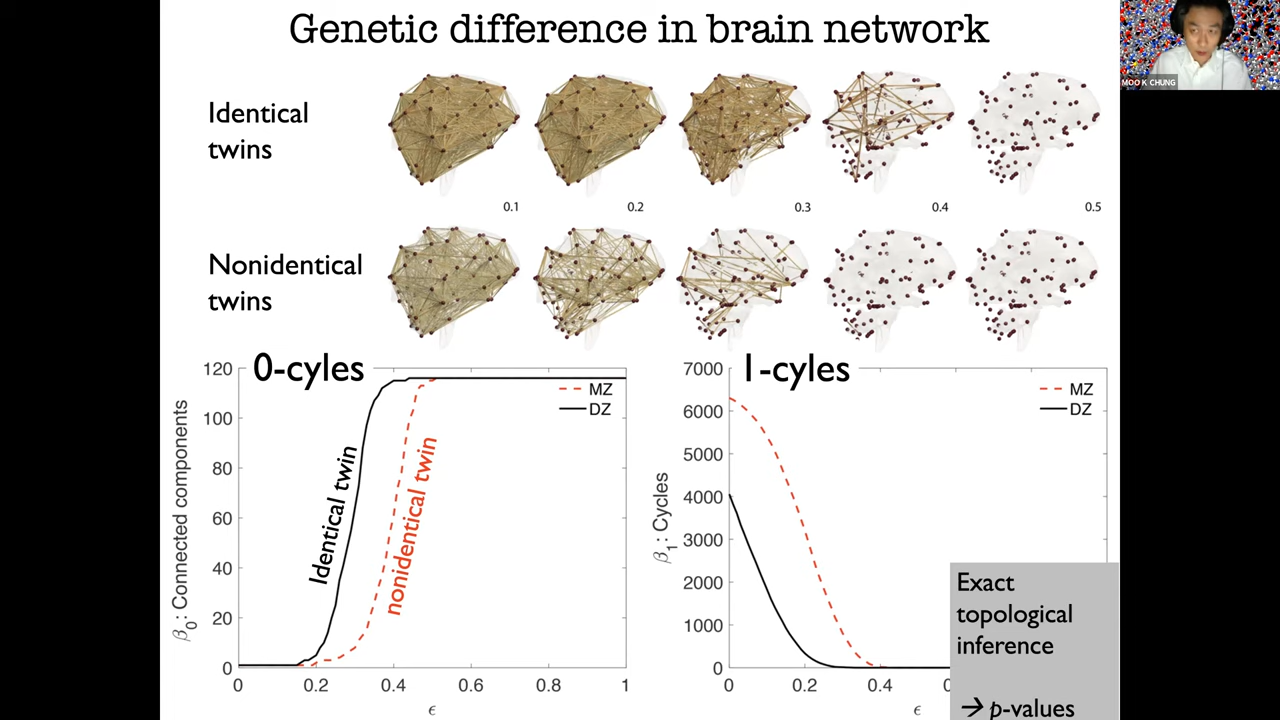 Genetic difference in brain network
MOO K CHUNG
Identical
twins
0.1
0.2
0.3
0.4
0.5
Nonidentical
twins
0-cyles
120
100
80
60
40
20
0
β0: Connected components
MZ
DZ
Identical twin
nonidentical twin
0
0.2
0.4
0.6
0.8
1
ϵ
1-cyles
7000
6000
5000
4000
3000
2000
1000
0
β1: Cycles
MZ
DZ
0
0.2
0.4
ϵ
Exact
topological
inference
→ p-values